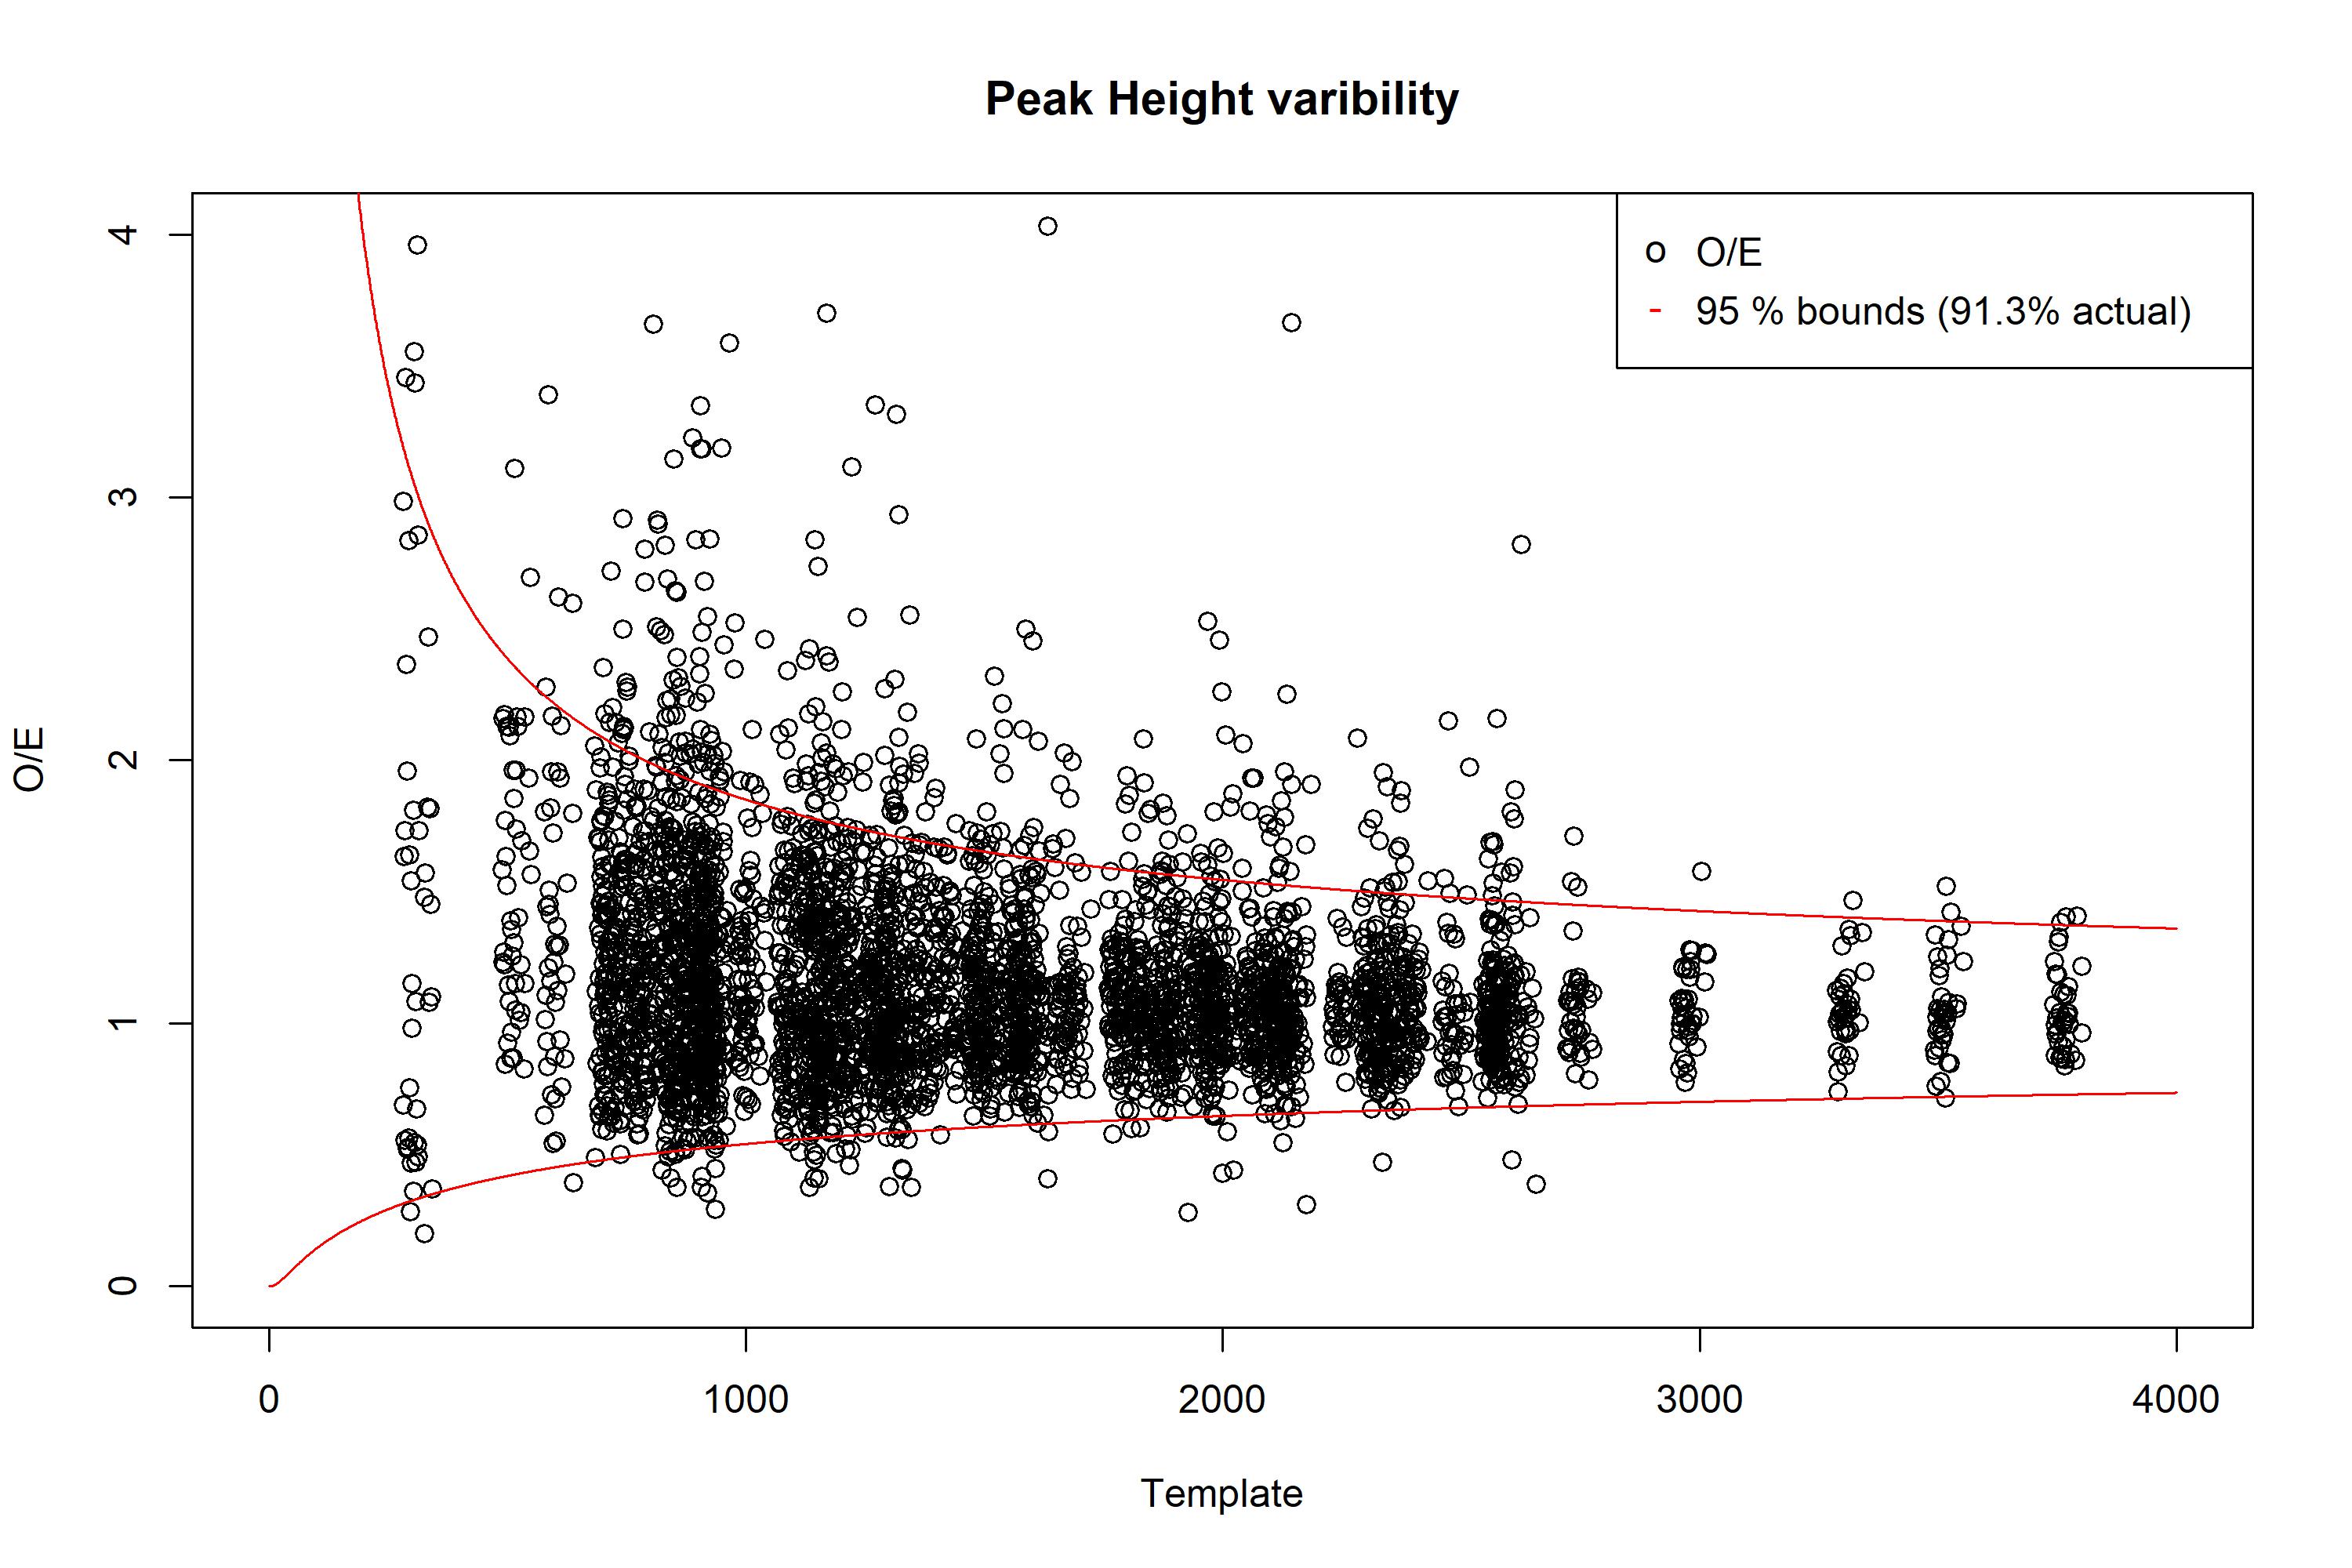 Peak Height varibility
O/E
95 % bounds (91.3% actual)
O/E
4
3
2
1
0
0 1000 2000 3000 4000
Template